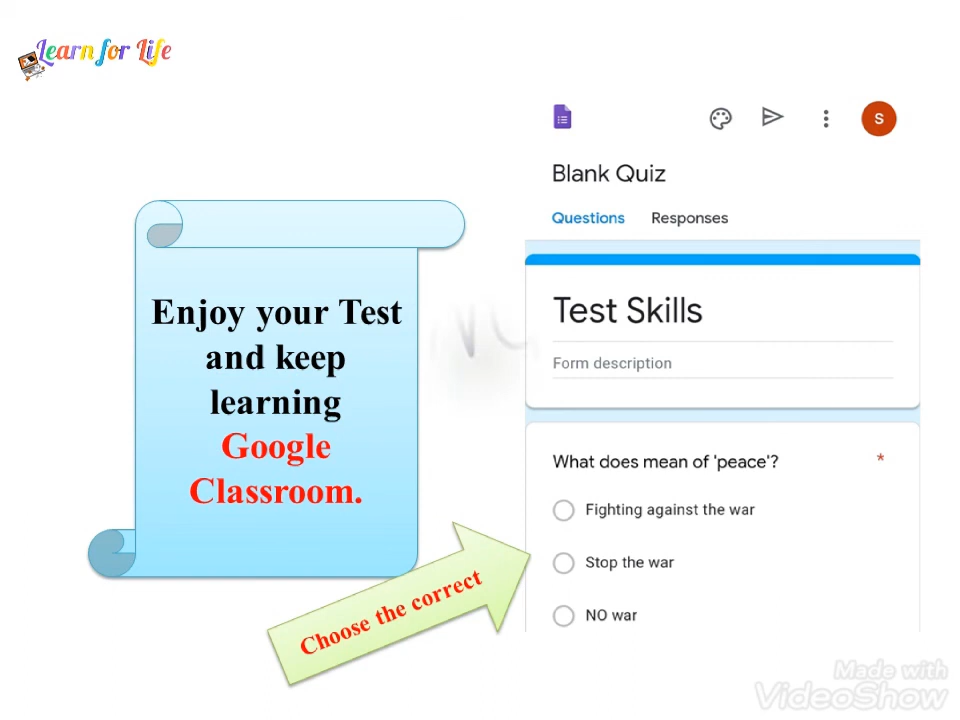 Learn for Life
Enjoy your Test
and keep
learning
Google
Classroom.
Choose the correct
S
Blank Quiz
Questions Responses
Test Skills
Form description
What does mean of 'peace'? *
Fighting against the war
Stop the war
NO war
Made with
VideoShow